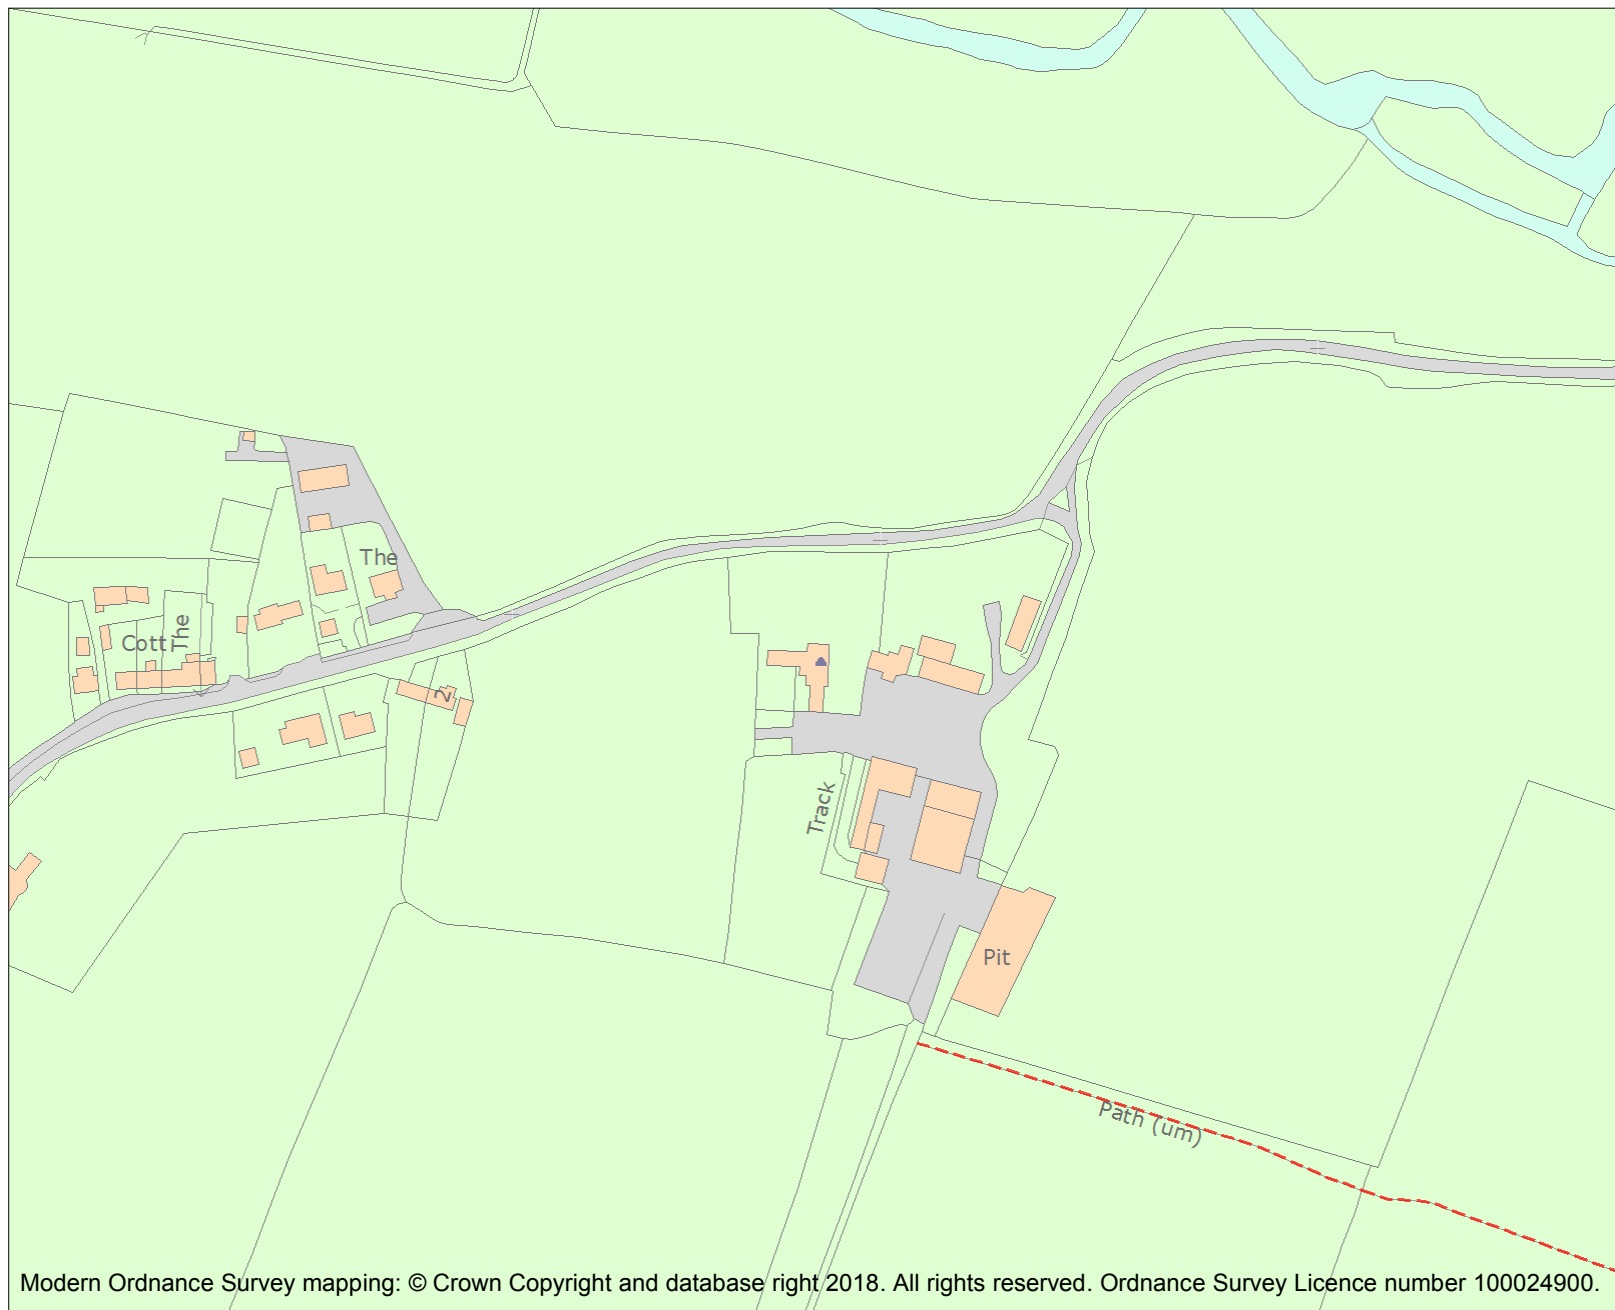 The
The
Cott
2
Track
Pit
Path (um)
Modern Ordnance Survey mapping: © Crown Copyright and database right 2018. All rights reserved. Ordnance Survey Licence number 100024900.